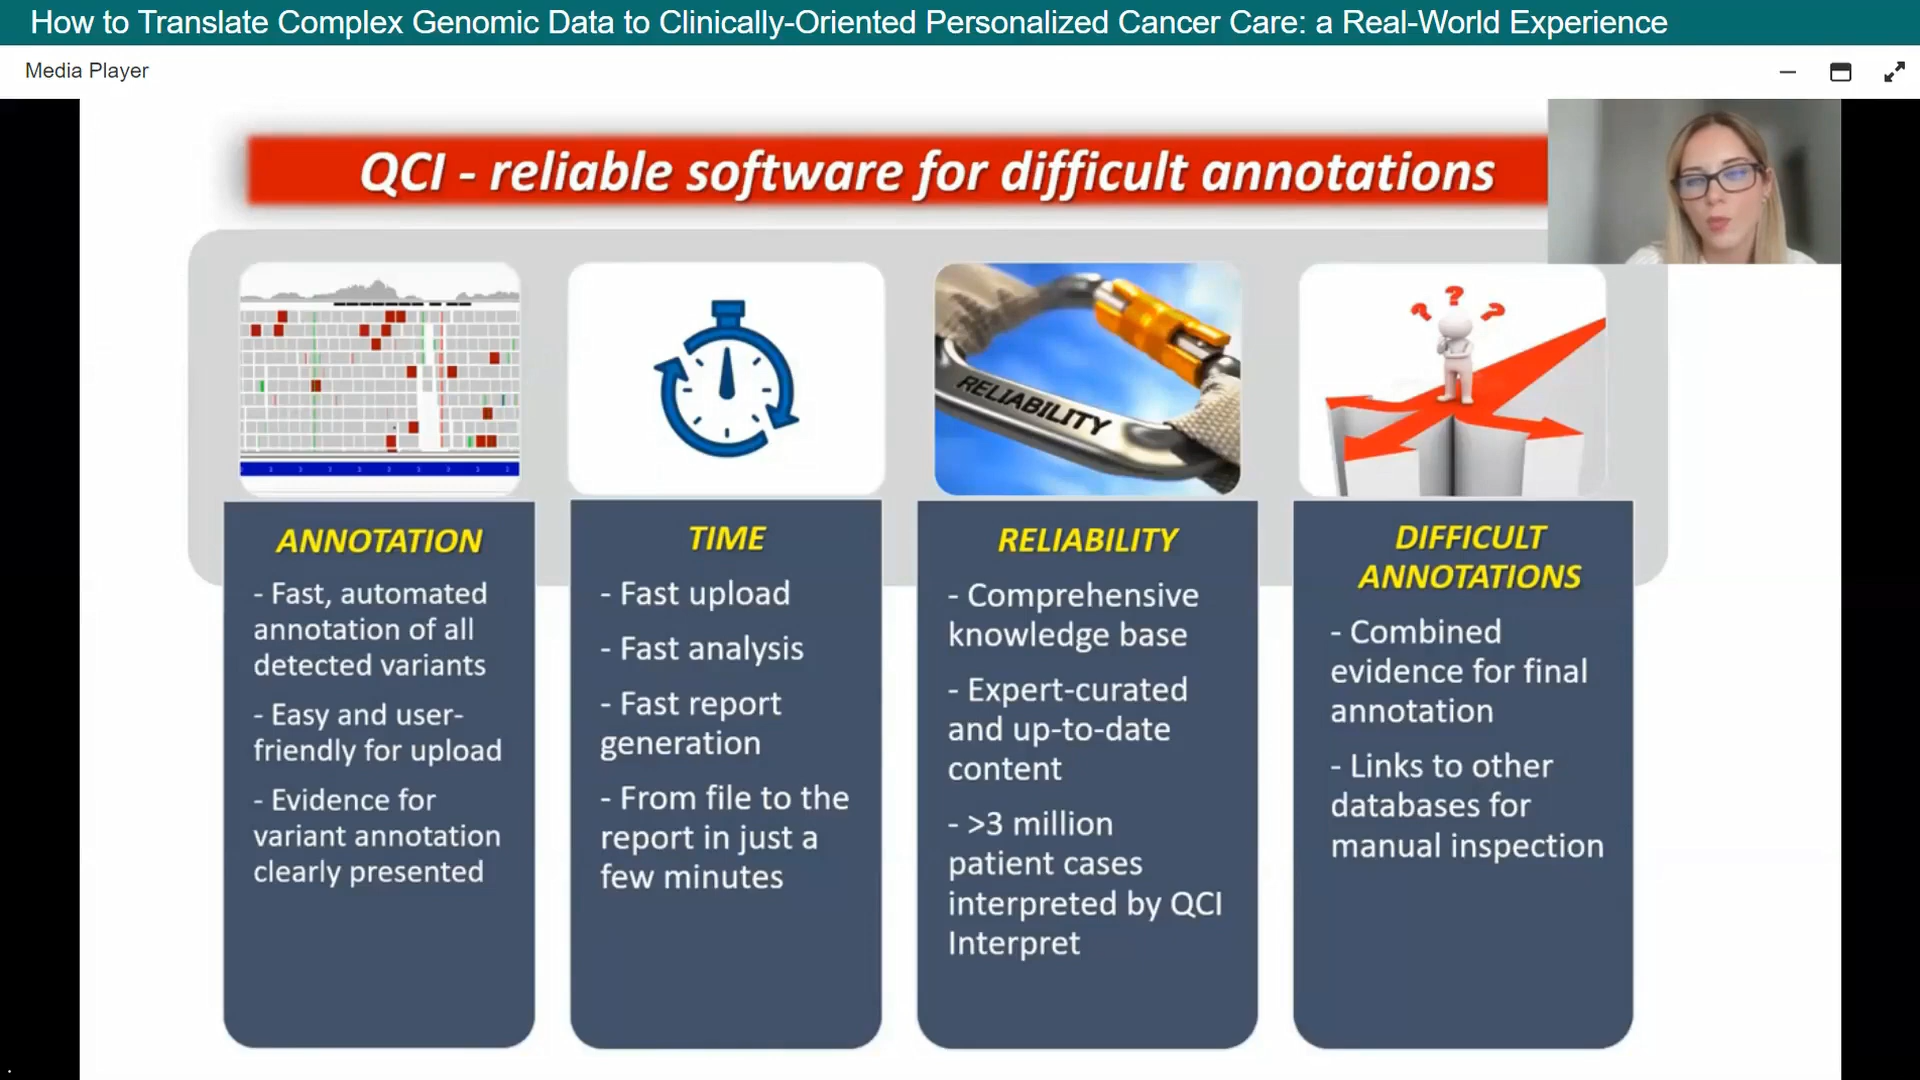 How to Translate Complex Genomic Data to Clinically-Oriented Personalized Cancer Care: a Real-World Experience
Media Player
QCI - reliable software for difficult annotations
RELIABILITY
? ? ?
ANNOTATION
- Fast, automated
annotation of all
detected variants
- Easy and user-
friendly for upload
- Evidence for
variant annotation
clearly presented
TIME
- Fast upload
- Fast analysis
- Fast report
generation
- From file to the
report in just a
few minutes
RELIABILITY
- Comprehensive
knowledge base
- Expert-curated
and up-to-date
content
- >3 million
patient cases
interpreted by QCI
Interpret
DIFFICULT
ANNOTATIONS
- Combined
evidence for final
annotation
- Links to other
databases for
manual inspection